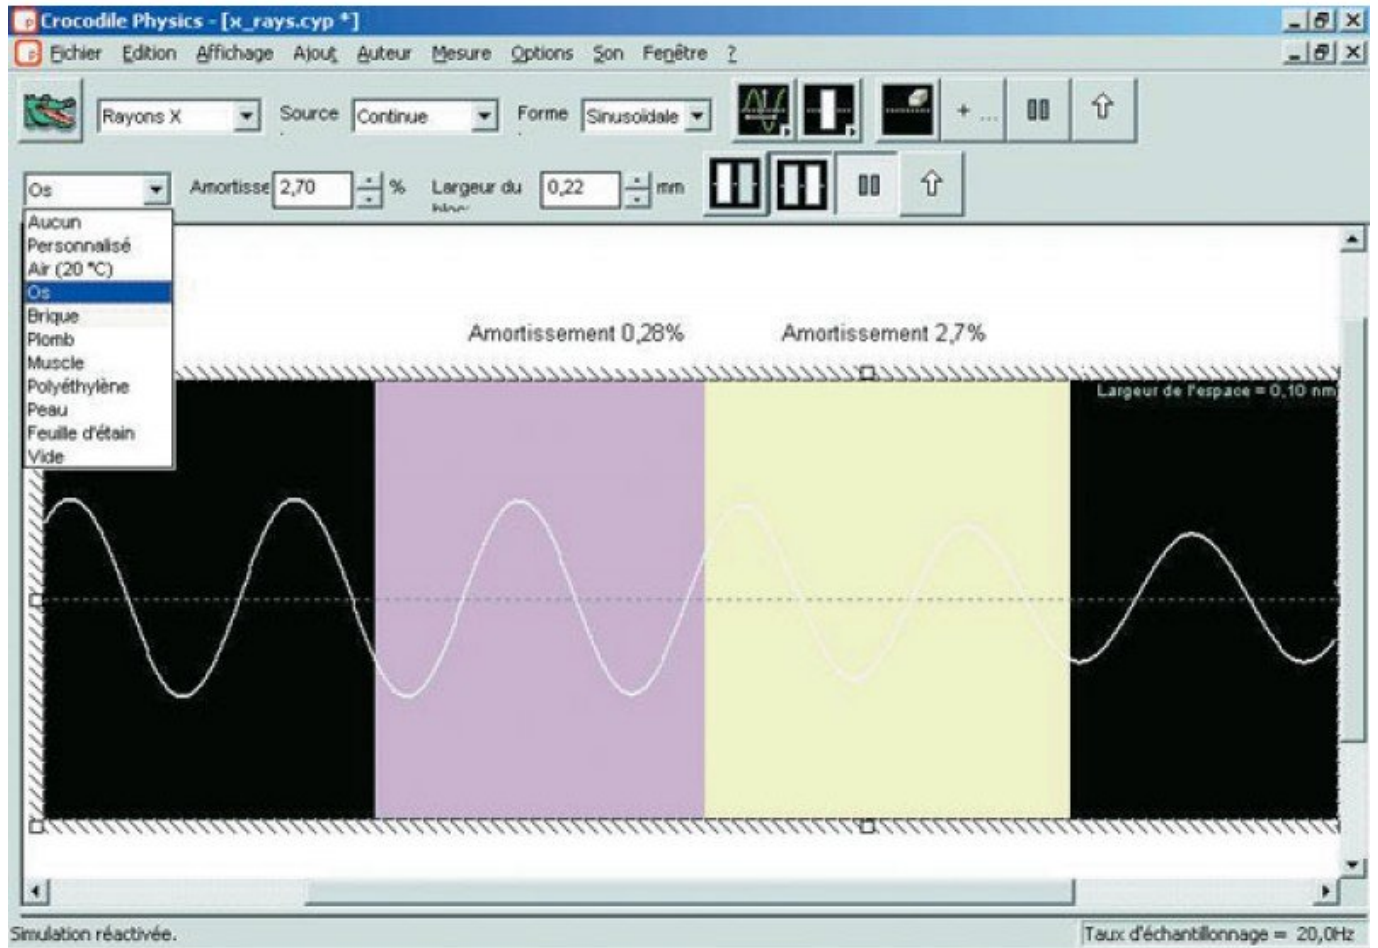 Crocodile Physics - [x_rays.cyp *]
Fichier Edition Affichage Ajout Auteur Mesure Options Son Fenêtre ?
Rayons X Source Continue Forme Sinusoïdale + ...
Os Amortisse 2,70 % Largeur du bloc: 0,22 mm
Aucun
Personnalisé
Air (20 °C)
Os
Brique
Plomb
Muscle
Polyéthylène
Peau
Feuille d'étain
Vide
Amortissement 0,28% Amortissement 2,7%
Largeur de l'espace = 0,10 nm
Simulation réactivée. Taux d'échantillonnage = 20,0Hz